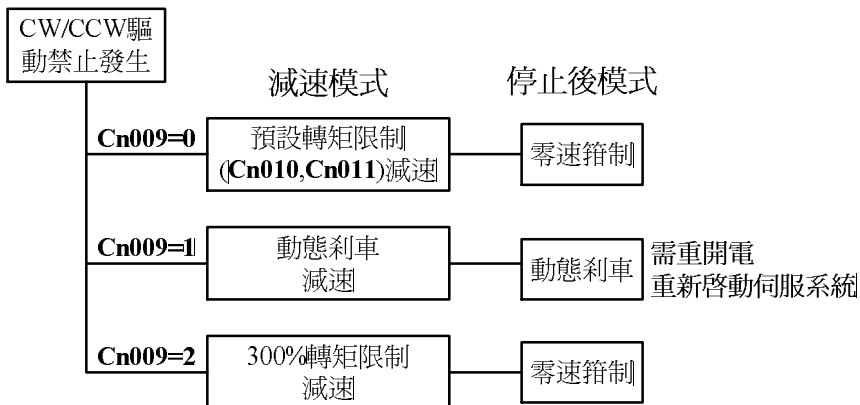 CW/CCW驅
動禁止發生
減速模式
停止後模式
Cn009=0
預設轉矩限制
(Cn010,Cn011)減速
零速箝制
Cn009=1
動態剎車
減速
動態剎車
需重開電
重新啓動伺服系統
Cn009=2
300%轉矩限制
減速
零速箝制